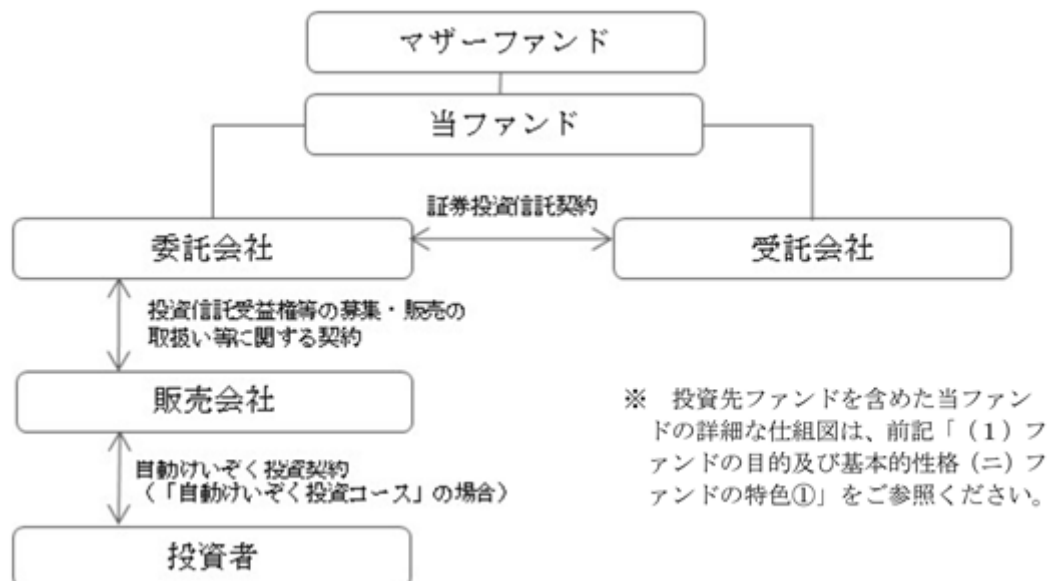 マザーファンド
当ファンド
証券投資信託契約
委託会社
受託会社
投資信託受益権等の募集・販売の
取扱い等に関する契約
販売会社
※ 投資先ファンドを含めた当ファン
ドの詳細な仕組図は、前記「(1)フ
ァンドの目的及び基本的性格(ニ)フ
ァンドの特色①」をご参照ください。
自動けいぞく投資契約
(「自動けいぞく投資コース」の場合)
投資者